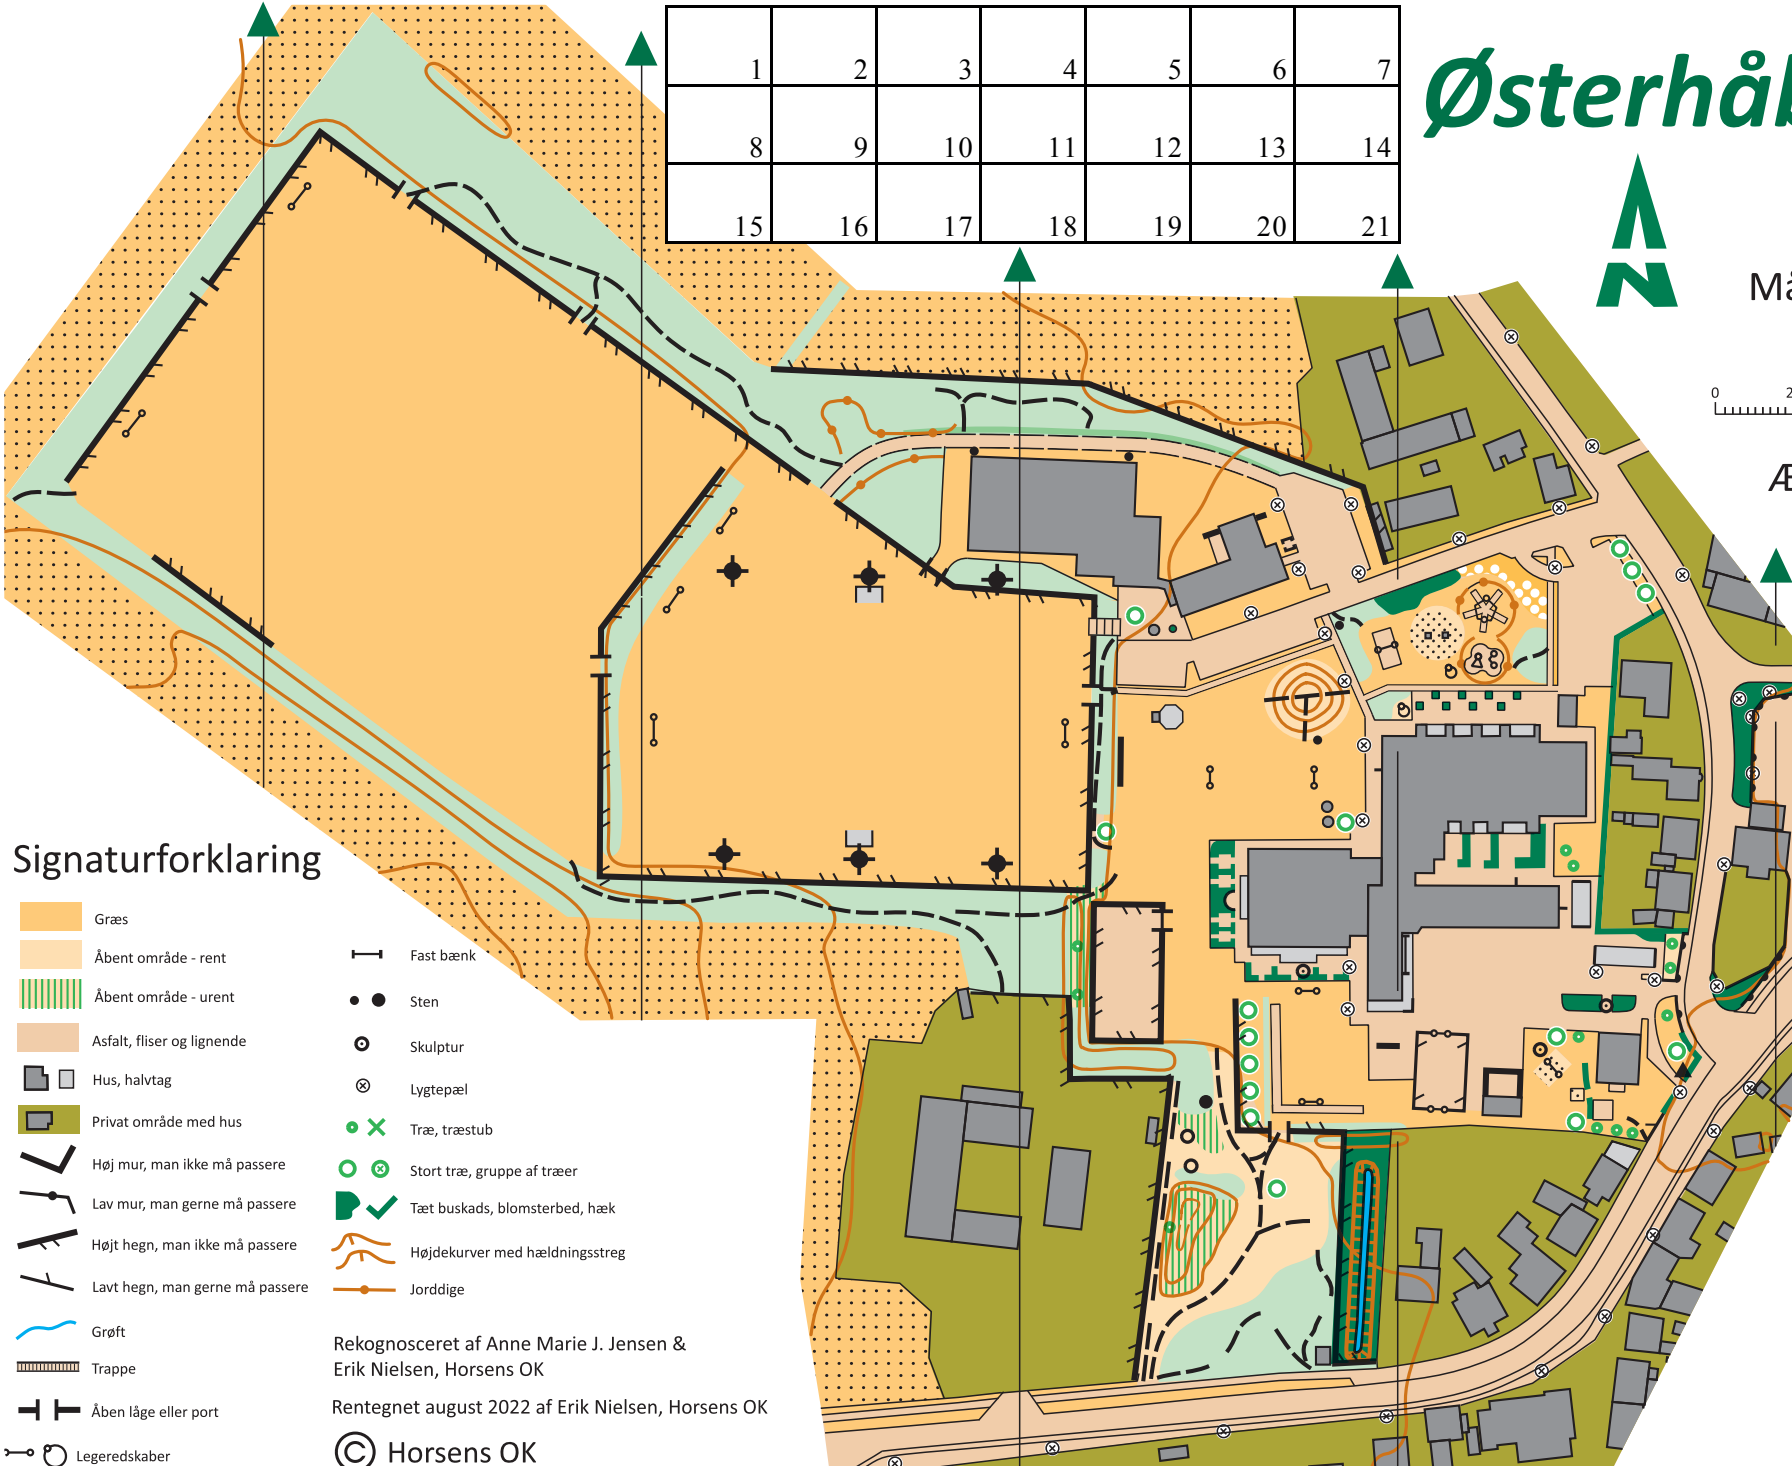 1 2 3 4 5 6 7
8 9 10 11 12 13 14
15 16 17 18 19 20 21
Østerhåb
N
Må
0 2
Æ
Signaturforklaring
Græs
Åbent område - rent
Åbent område - urent
Asfalt, fliser og lignende
Hus, halvtag
Privat område med hus
Høj mur, man ikke må passere
Lav mur, man gerne må passere
Højt hegn, man ikke må passere
Lavt hegn, man gerne må passere
Grøft
Trappe
Åben låge eller port
Legeredskaber
Fast bænk
Sten
Skulptur
Lygtepæl
Træ, træstub
Stort træ, gruppe af træer
Tæt buskads, blomsterbed, hæk
Højdekurver med hældningsstreg
Jorddige
Rekognosceret af Anne Marie J. Jensen &
Erik Nielsen, Horsens OK
Rentegnet august 2022 af Erik Nielsen, Horsens OK
© Horsens OK